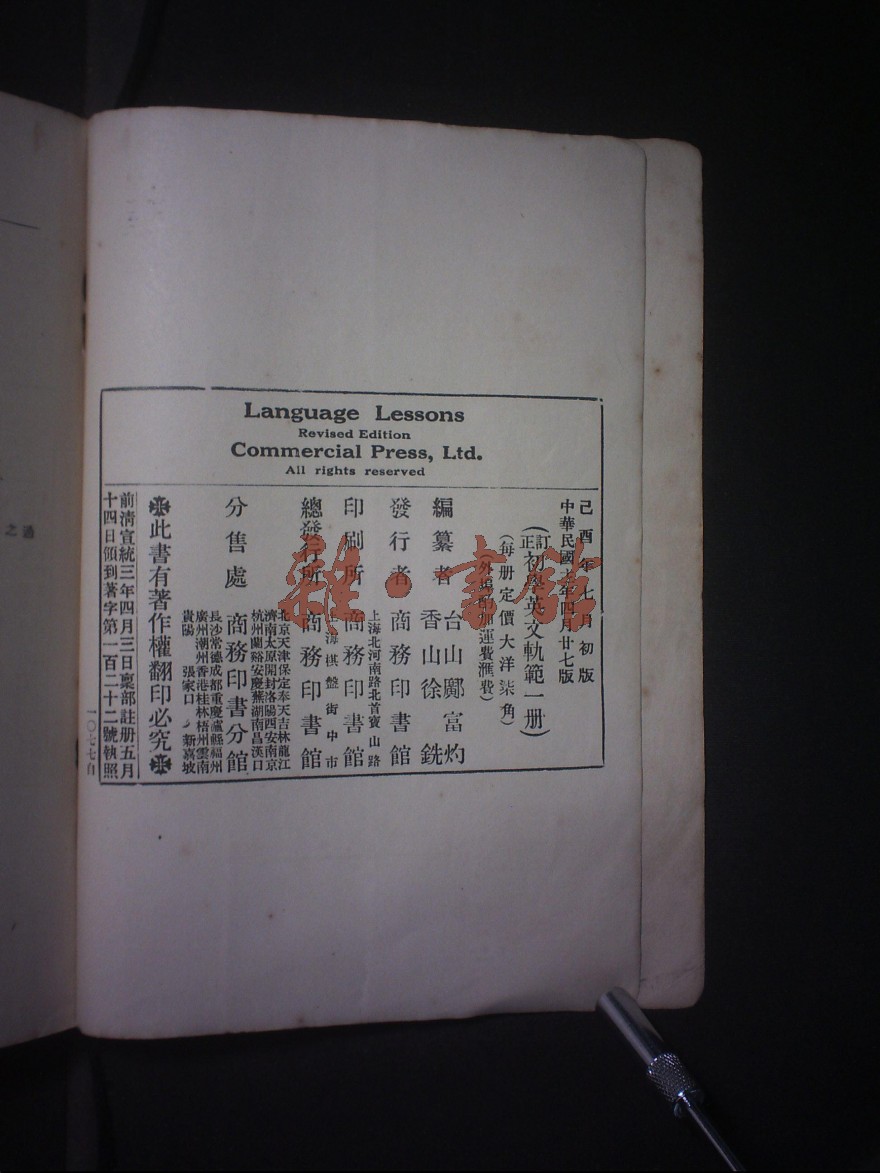 Language Lessons
Revised Edition
Commercial Press, Ltd.
All rights reserved
己酉年七月初版
中華民國七年四月廿七版
(訂正初學英文軌範一册)
(每册定價大洋柒角)
(外埠酌加運費滙費)
編纂者 台山鄺富灼
香山徐銑
發行者 商務印書館
上海北河南路北首寶山路
印刷所 商務印書館
上海棋盤街中市
總發行所 商務印書館
北京天津保定奉天吉林龍江
濟南太原開封洛陽西安南京
杭州蘭谿安慶蕪湖南昌漢口
分售處 商務印書分館
長沙常德成都重慶瀘縣福州
廣州潮州香港桂林梧州雲南
貴陽 張家口 新嘉坡
此書有著作權翻印必究
前清宣統三年四月三日稟部註册五月
十四日領到著字第一百二十二號執照
一〇七七自
雜·書館